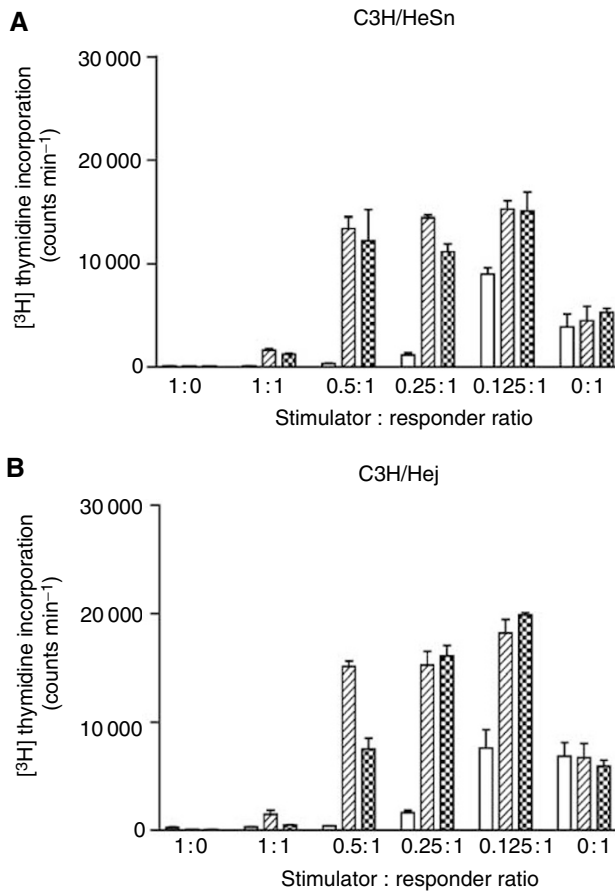 A
C3H/HeSn
[³H] thymidine incorporation
(counts min⁻¹)
30 000
20 000
10 000
0
1:0 1:1 0.5:1 0.25:1 0.125:1 0:1
Stimulator : responder ratio
B
C3H/Hej
[³H] thymidine incorporation
(counts min⁻¹)
30 000
20 000
10 000
0
1:0 1:1 0.5:1 0.25:1 0.125:1 0:1
Stimulator : responder ratio